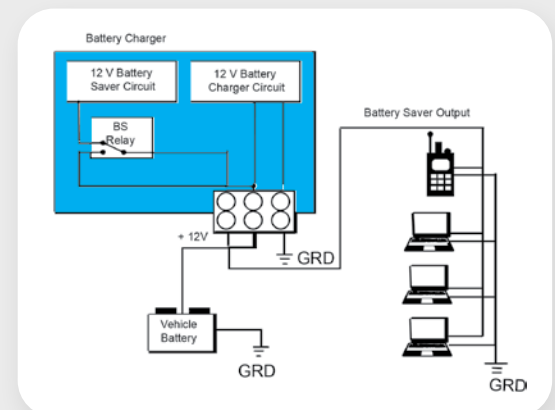 Battery Charger
12 V Battery
Saver Circuit
12 V Battery
Charger Circuit
BS
Relay
Battery Saver Output
+ 12V
GRD
Vehicle
Battery
GRD
GRD